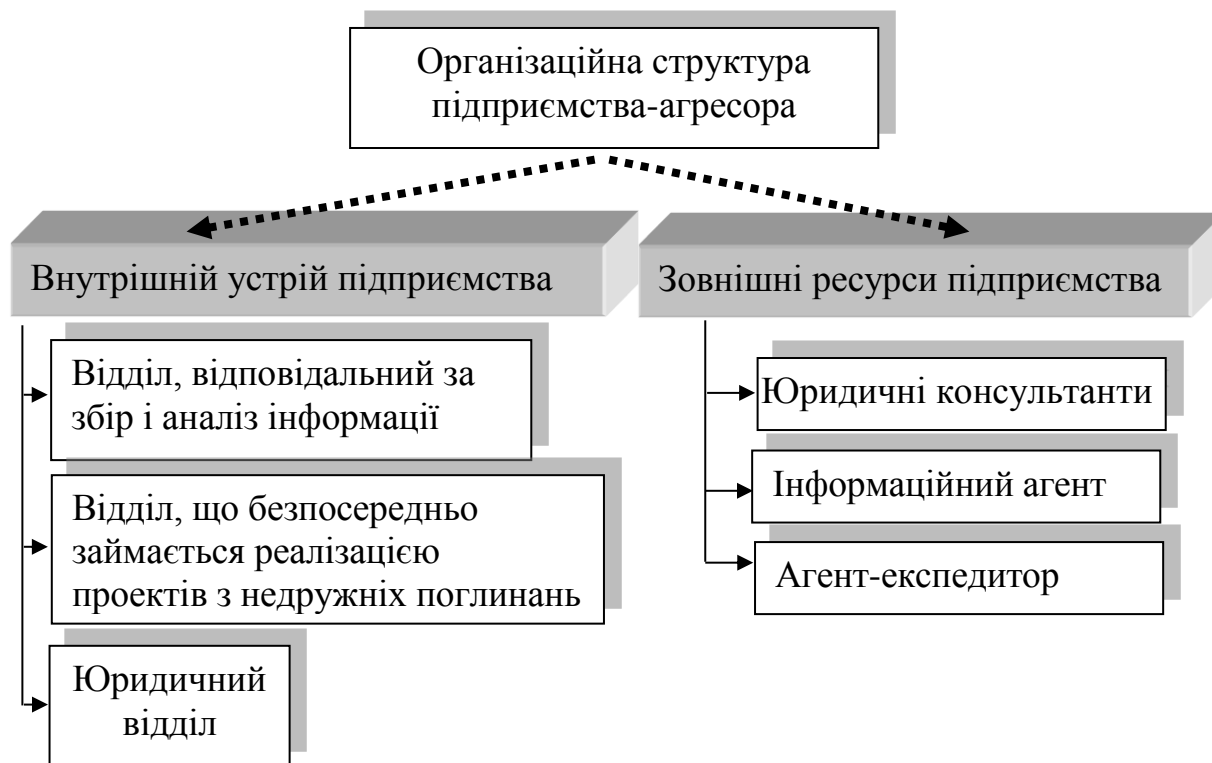 Організаційна структура
підприємства-агресора
Внутрішній устрій підприємства
Відділ, відповідальний за
збір і аналіз інформації
Відділ, що безпосередньо
займається реалізацією
проектів з недружніх поглинань
Юридичний
відділ
Зовнішні ресурси підприємства
Юридичні консультанти
Інформаційний агент
Агент-експедитор